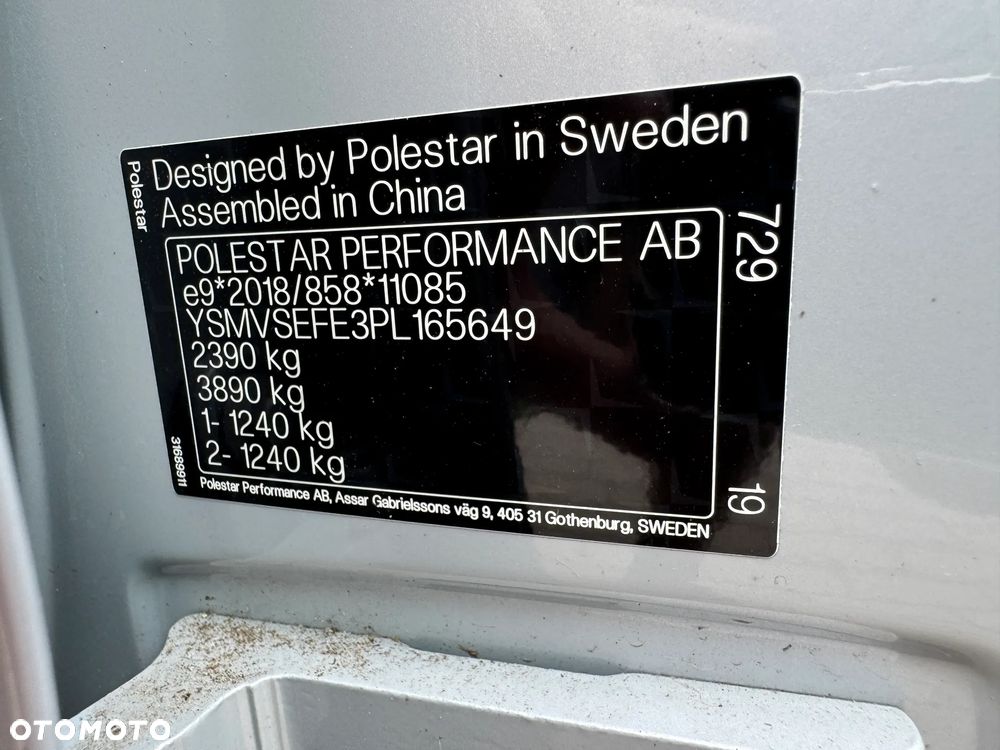 Designed by Polestar in Sweden
Assembled in China
Polestar
POLESTAR PERFORMANCE AB
e9*2018/858*11085
YSMVSEFE3PL165649
2390 kg
3890 kg
1- 1240 kg
2- 1240 kg
729
19
31689911
Polestar Performance AB, Assar Gabrielssons väg 9, 405 31 Gothenburg, SWEDEN
OTOMOTO